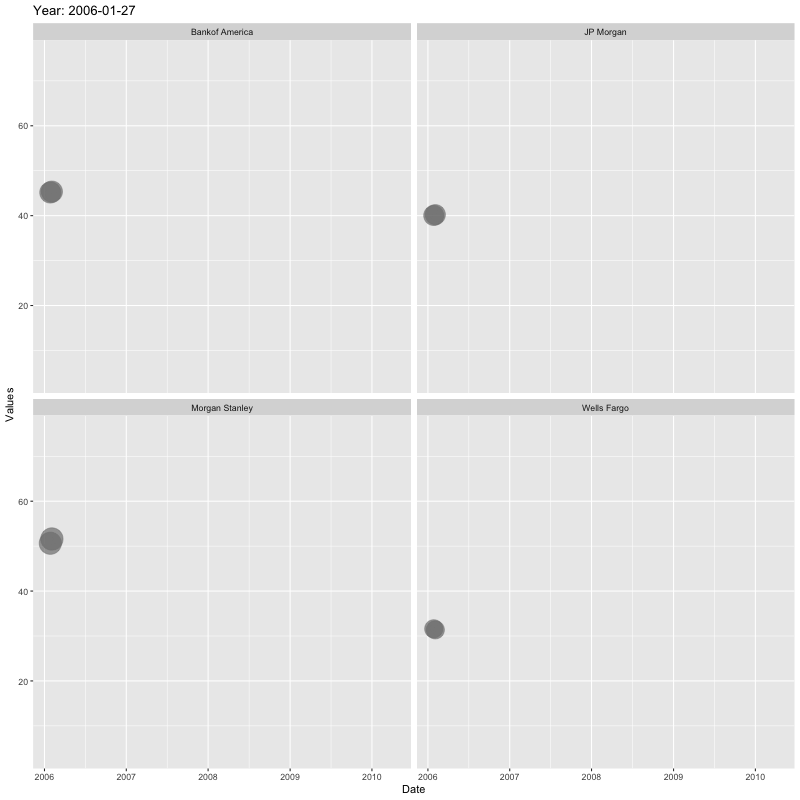 Year: 2006-01-27
Bankof America
JP Morgan
60
40
20
Values
Morgan Stanley
Wells Fargo
60
40
20
2006 2007 2008 2009 2010 2006 2007 2008 2009 2010
Date